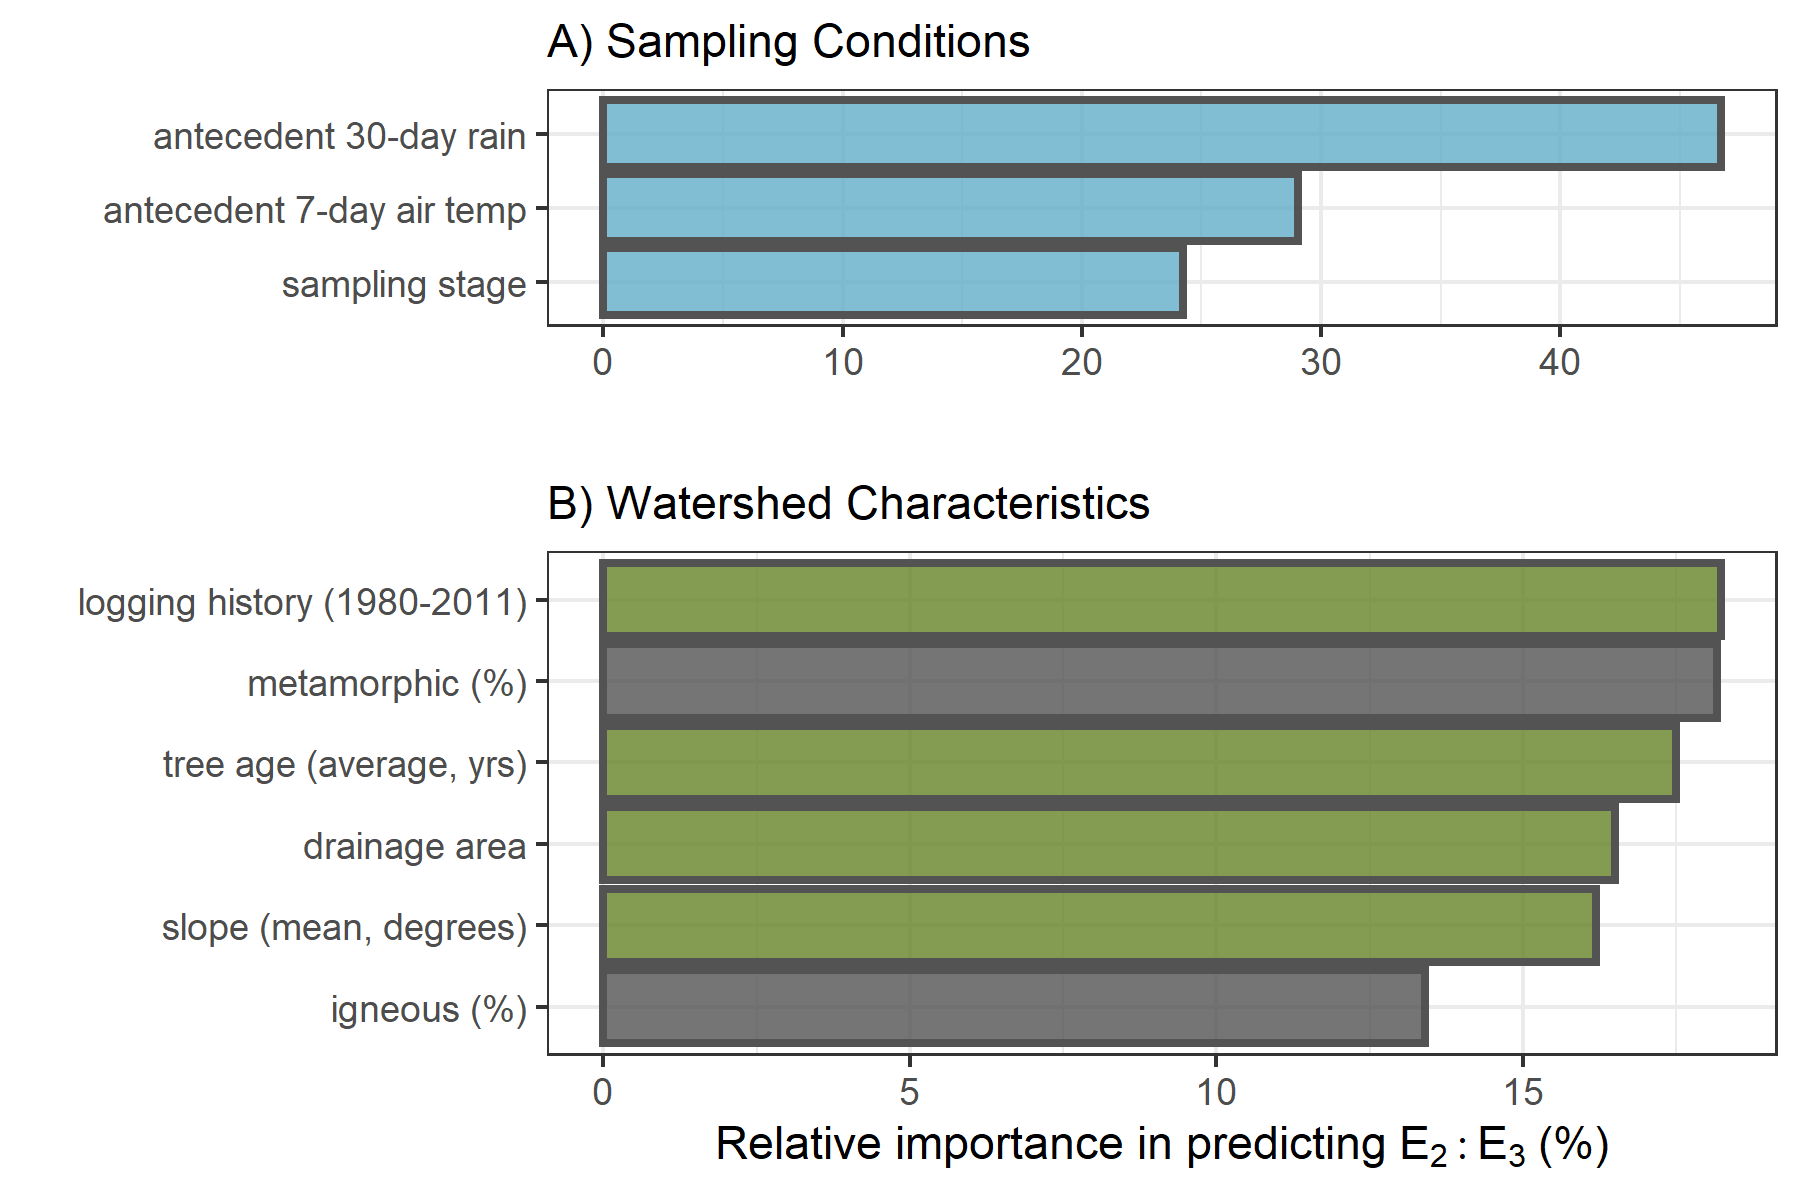 A) Sampling Conditions
antecedent 30-day rain
antecedent 7-day air temp
sampling stage
0 10 20 30 40
B) Watershed Characteristics
logging history (1980-2011)
metamorphic (%)
tree age (average, yrs)
drainage area
slope (mean, degrees)
igneous (%)
0 5 10 15
Relative importance in predicting E₂ : E₃ (%)